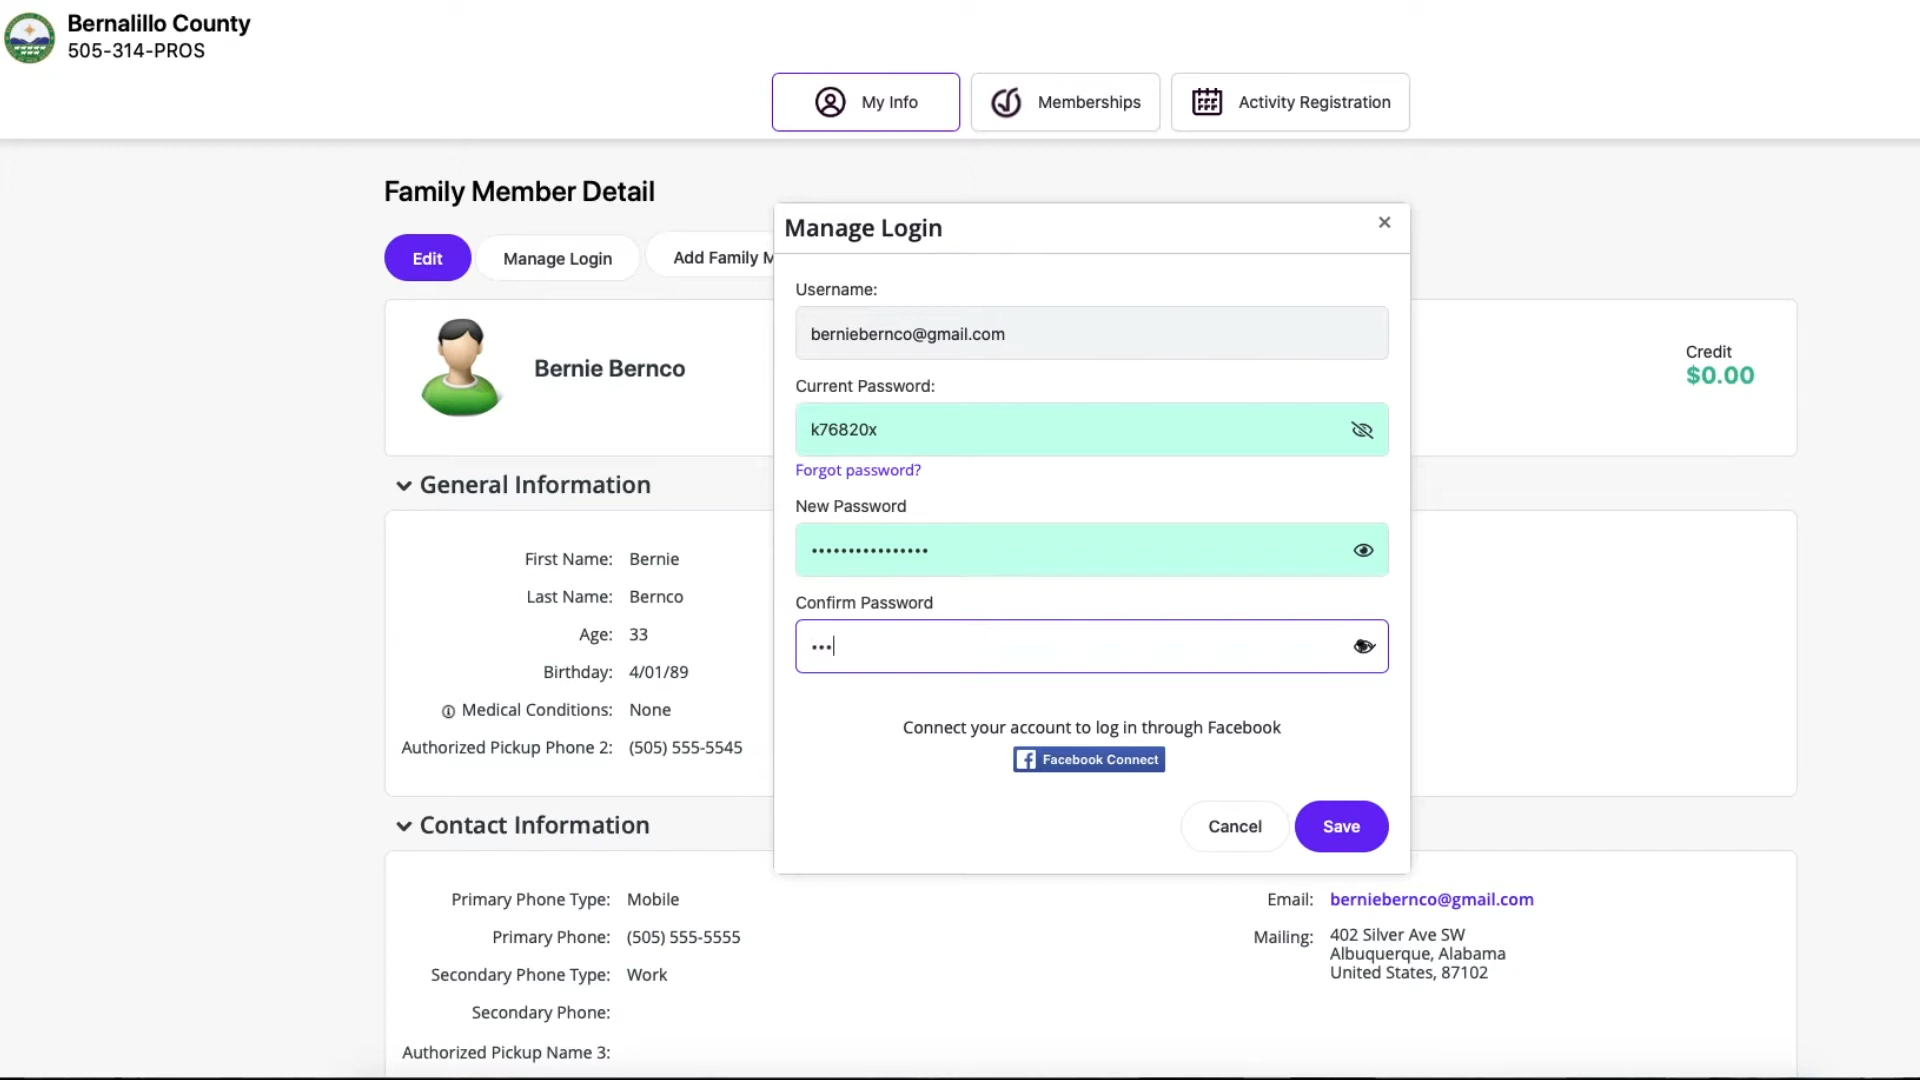 Bernalillo County
505-314-PROS
My Info
Memberships
Activity Registration
Family Member Detail
Edit
Manage Login
Add Family M
Bernie Bernco
Credit
$0.00
General Information
First Name: Bernie
Last Name: Bernco
Age: 33
Birthday: 4/01/89
Medical Conditions: None
Authorized Pickup Phone 2: (505) 555-5545
Contact Information
Primary Phone Type: Mobile
Primary Phone: (505) 555-5555
Secondary Phone Type: Work
Secondary Phone:
Authorized Pickup Name 3:
Email: berniebernco@gmail.com
Mailing: 402 Silver Ave SW
Albuquerque, Alabama
United States, 87102
Manage Login
×
Username:
berniebernco@gmail.com
Current Password:
k76820x
Forgot password?
New Password
••••••••••••••••
Confirm Password
•••
Connect your account to log in through Facebook
f Facebook Connect
Cancel
Save